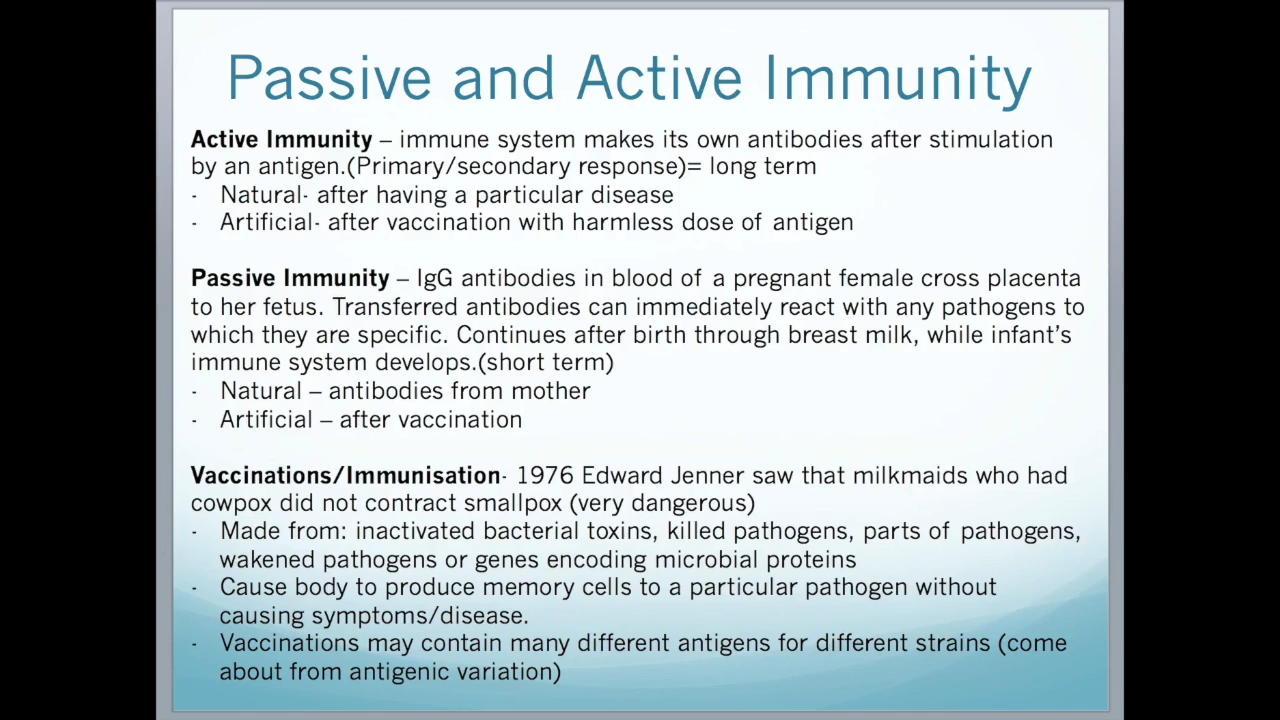 Passive and Active Immunity
Active Immunity – immune system makes its own antibodies after stimulation
by an antigen.(Primary/secondary response)= long term
- Natural- after having a particular disease
- Artificial- after vaccination with harmless dose of antigen
Passive Immunity – IgG antibodies in blood of a pregnant female cross placenta
to her fetus. Transferred antibodies can immediately react with any pathogens to
which they are specific. Continues after birth through breast milk, while infant's
immune system develops.(short term)
- Natural – antibodies from mother
- Artificial – after vaccination
Vaccinations/Immunisation- 1976 Edward Jenner saw that milkmaids who had
cowpox did not contract smallpox (very dangerous)
- Made from: inactivated bacterial toxins, killed pathogens, parts of pathogens,
wakened pathogens or genes encoding microbial proteins
- Cause body to produce memory cells to a particular pathogen without
causing symptoms/disease.
- Vaccinations may contain many different antigens for different strains (come
about from antigenic variation)